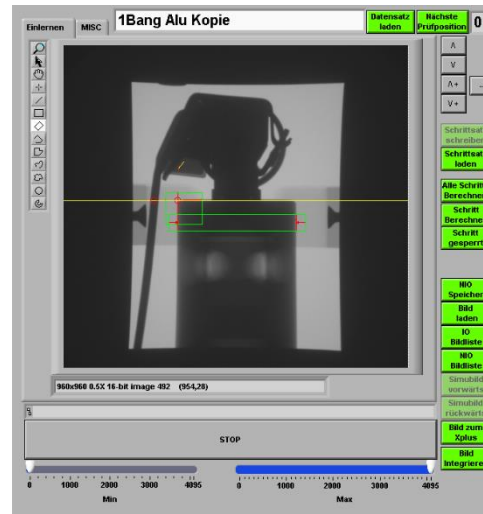 Einlernen
MISC
1Bang Alu Kopie
Datensatz
laden
Nächste
Prüfposition
0
Λ
V
Λ+
V+
Schrittsat
schreiben
Schrittsat
laden
Alle Schritt
Berechnen
Schritt
Berechnen
Schritt
gesperrt
NIO
Speicher
Bild
laden
IO
Bildliste
NIO
Bildliste
Simubild
vorwärts
Simubild
rückwärt
Bild zum
Xplus
Bild
Integriere
960x960 0.5X 16-bit image 492 (954,28)
STOP
0 1000 2000 3000 4095
Min
0 1000 2000 3000 4095
Max